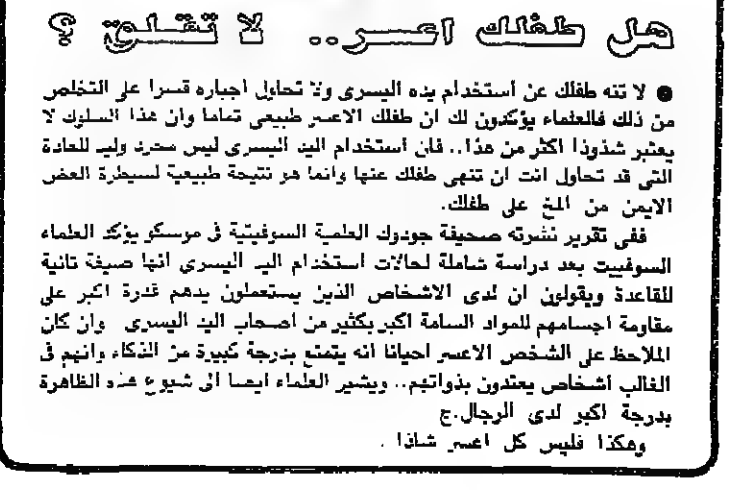 هل طفلك اعسر.. لا تقلق ؟
● لا تنه طفلك عن أستخدام يده اليسرى ولا تحاول اجباره قسرا على التخلص
من ذلك فالعلماء يؤكدون لك ان طفلك الاعسر طبيعى تماما وان هذا السلوك لا
يعتبر شذوذا اكثر من هذا.. فان استخدام اليد اليسرى ليس مجرد وليد للعادة
التى قد تحاول انت ان تنهى طفلك عنها وانما هو نتيجة طبيعية لسيطرة العض
الايمن من المخ على طفلك.
ففى تقرير نشرته صحيفة جودوك العلمية السوفيتية فى موسكو يؤكد العلماء
السوفييت بعد دراسة شاملة لحالات استخدام اليد اليسرى انها صيغة ثانية
للقاعدة ويقولون ان لدى الاشخاص الذين يستعملون يدهم قدرة اكبر على
مقاومة اجسامهم للمواد السامة اكبر بكثير من اصحاب اليد اليسرى وان كان
الملاحظ على الشخص الاعسر احيانا انه يتمتع بدرجة كبيرة من الذكاء وانهم فى
الغالب أشخاص يعتدون بذواتهم.. ويشير العلماء ايضا الى شيوع هذه الظاهرة
بدرجة اكبر لدى الرجال.ج
وهكذا فليس كل اعسر شاذا .